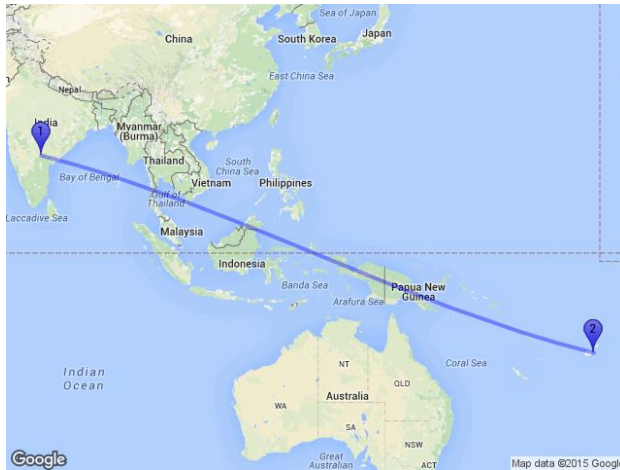 Sea of Japan
China
South Korea
Japan
East China Sea
Nepal
India
1
Myanmar
(Burma)
Thailand
Bay of Bengal
South
China Sea
Vietnam
Philippines
Gulf of
Thailand
Laccadive Sea
Malaysia
Indonesia
Banda Sea
Papua New
Guinea
Arafura Sea
2
Coral Sea
Indian
Ocean
NT
QLD
Australia
WA
SA
NSW
Great
Australian
ACT
Google
Map data ©2015 Googl